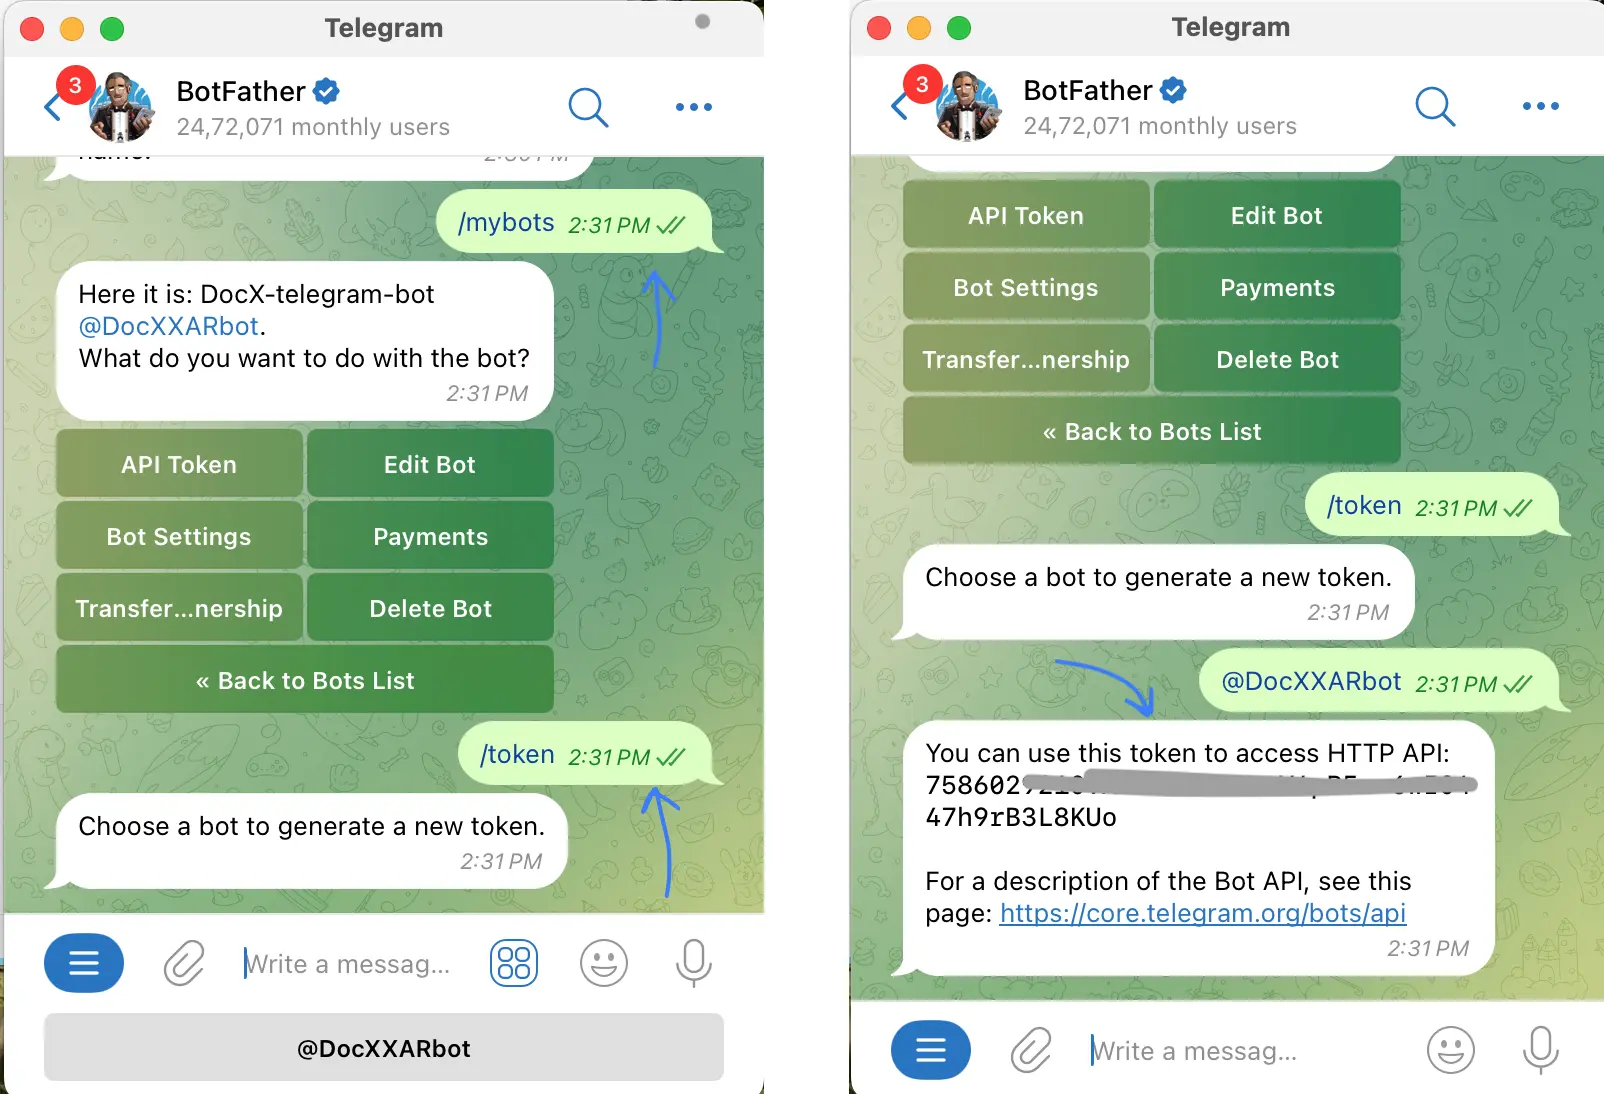 Telegram
3
BotFather
24,72,071 monthly users
/mybots 2:31 PM
Here it is: DocX-telegram-bot
@DocXXARbot.
What do you want to do with the bot?
2:31 PM
API Token
Edit Bot
Bot Settings
Payments
Transfer...nership
Delete Bot
« Back to Bots List
/token 2:31 PM
Choose a bot to generate a new token.
2:31 PM
Write a messag...
@DocXXARbot
Telegram
3
BotFather
24,72,071 monthly users
API Token
Edit Bot
Bot Settings
Payments
Transfer...nership
Delete Bot
« Back to Bots List
/token 2:31 PM
Choose a bot to generate a new token.
2:31 PM
@DocXXARbot 2:31 PM
You can use this token to access HTTP API:
47h9rB3L8KUo
For a description of the Bot API, see this
page: https://core.telegram.org/bots/api
2:31 PM
Write a messag...